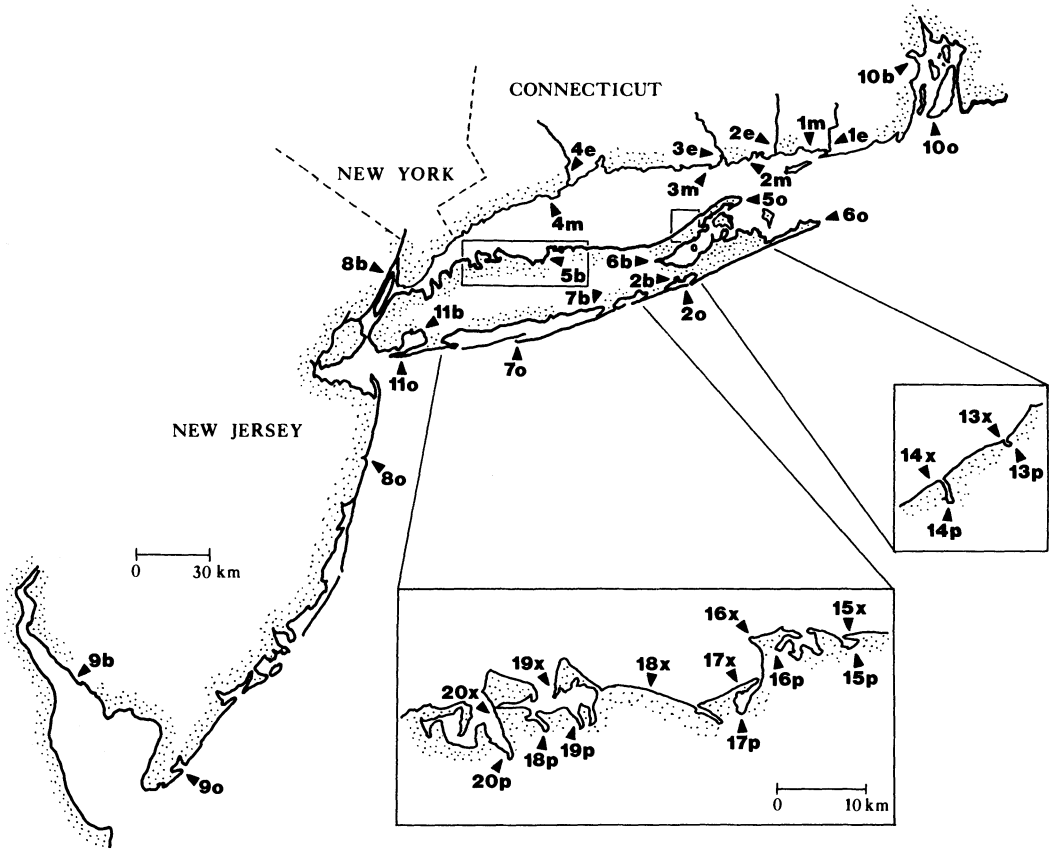 10b
CONNECTICUT
10o
2e
1m
1e
4e
3e
NEW YORK
3m
2m
5o
4m
6o
8b
5b
6b
2b
7b
11b
2o
11o
7o
NEW JERSEY
13x
14x
13p
8o
14p
0 30 km
16x
15x
9b
19x
18x
17x
16p
15p
20x
18p
19p
17p
20p
9o
0 10 km